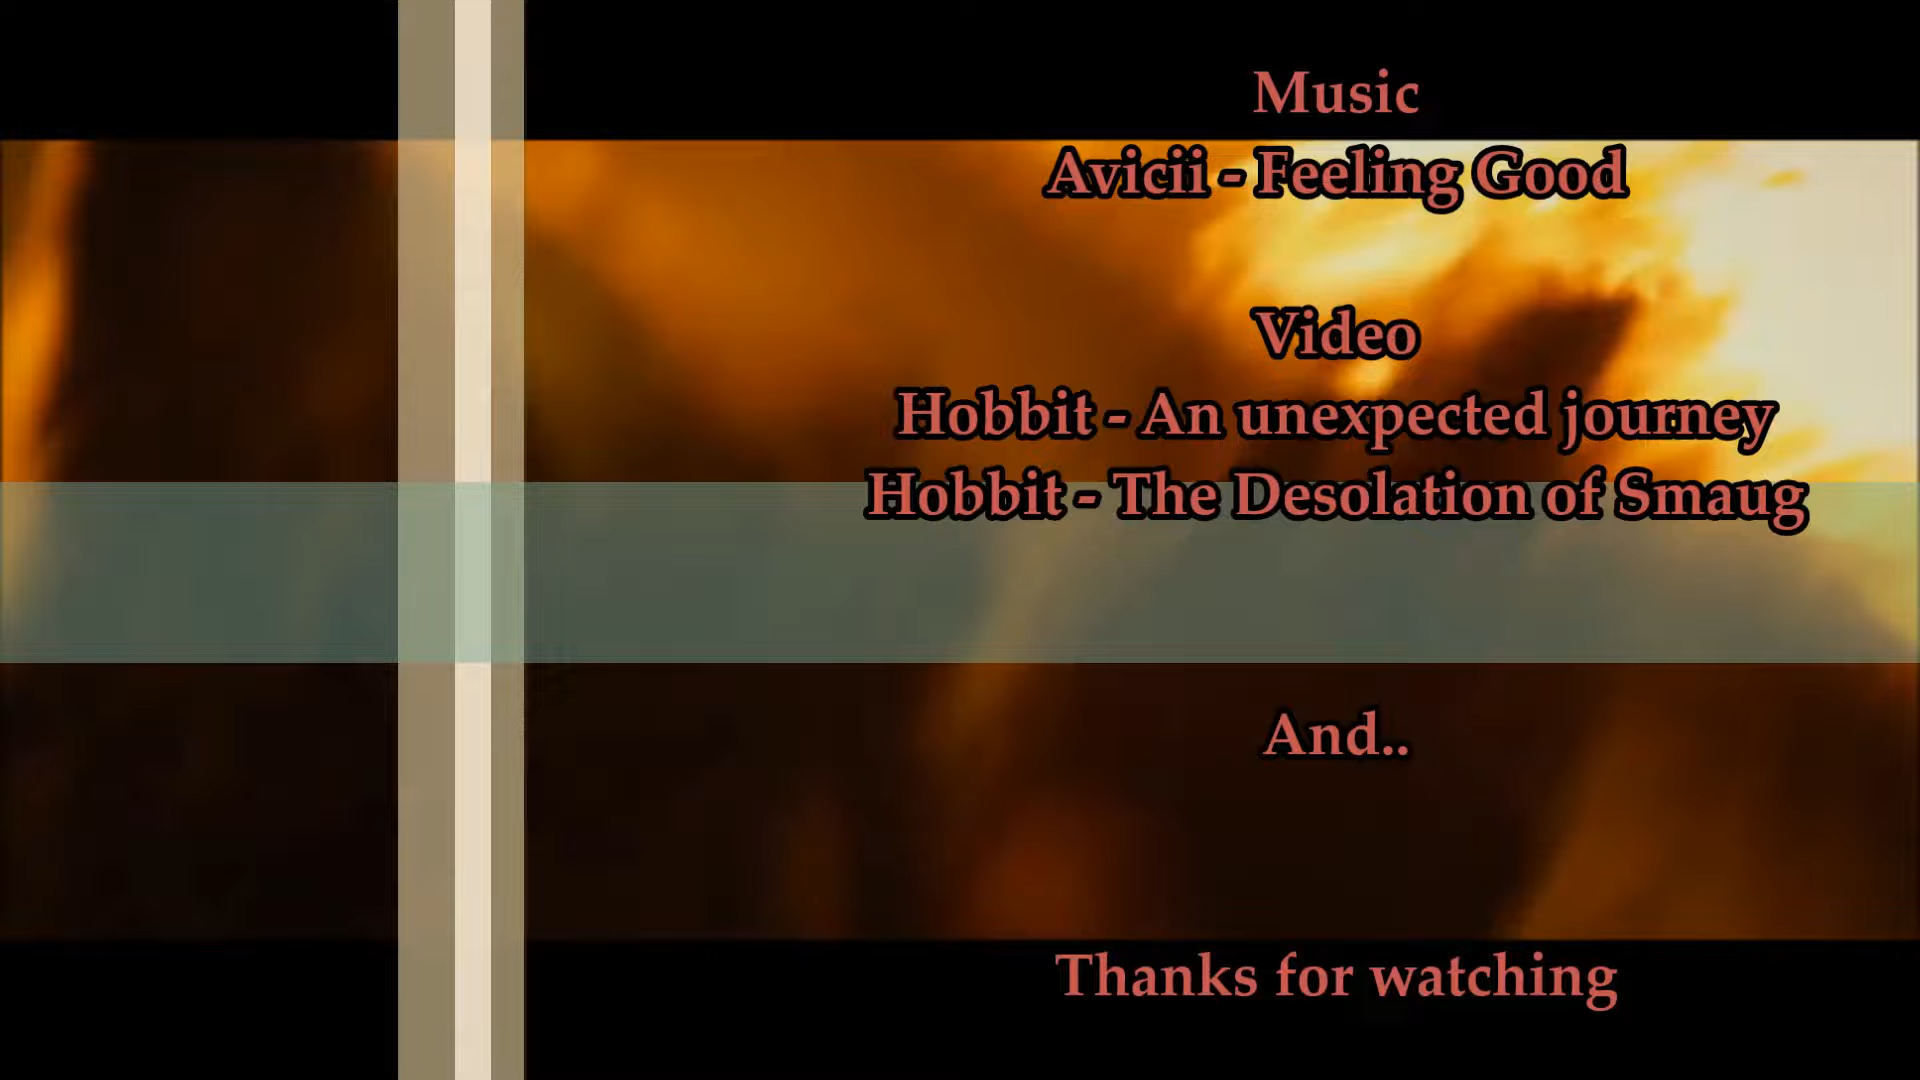 Music
Avicii - Feeling Good
Video
Hobbit - An unexpected journey
Hobbit - The Desolation of Smaug
And..
Thanks for watching